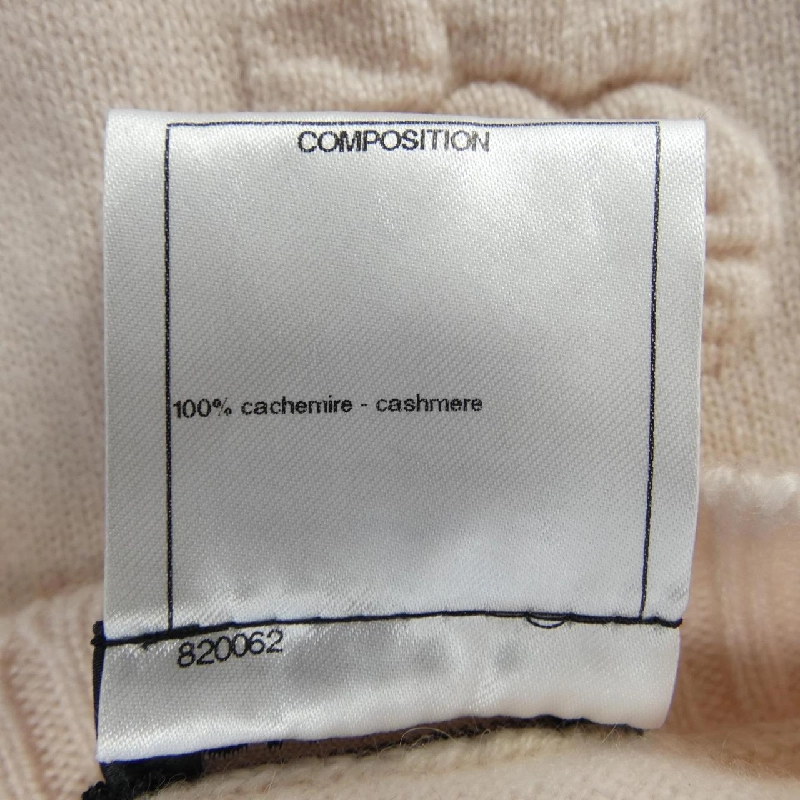 COMPOSITION
100% cachemire - cashmere
820062